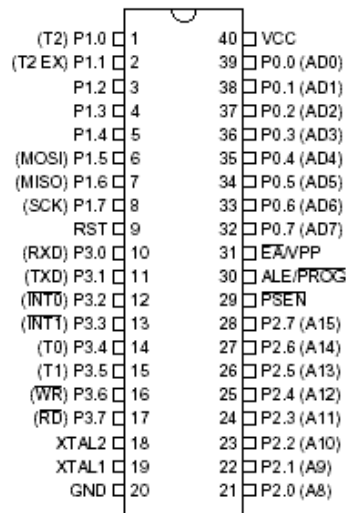 (T2) P1.0 1 40 VCC
(T2 EX) P1.1 2 39 P0.0 (AD0)
P1.2 3 38 P0.1 (AD1)
P1.3 4 37 P0.2 (AD2)
P1.4 5 36 P0.3 (AD3)
(MOSI) P1.5 6 35 P0.4 (AD4)
(MISO) P1.6 7 34 P0.5 (AD5)
(SCK) P1.7 8 33 P0.6 (AD6)
RST 9 32 P0.7 (AD7)
(RXD) P3.0 10 31 E̅A̅/VPP
(TXD) P3.1 11 30 ALE/P̅R̅O̅G̅
(I̅N̅T̅0̅) P3.2 12 29 P̅S̅E̅N̅
(I̅N̅T̅1̅) P3.3 13 28 P2.7 (A15)
(T0) P3.4 14 27 P2.6 (A14)
(T1) P3.5 15 26 P2.5 (A13)
(W̅R̅) P3.6 16 25 P2.4 (A12)
(R̅D̅) P3.7 17 24 P2.3 (A11)
XTAL2 18 23 P2.2 (A10)
XTAL1 19 22 P2.1 (A9)
GND 20 21 P2.0 (A8)